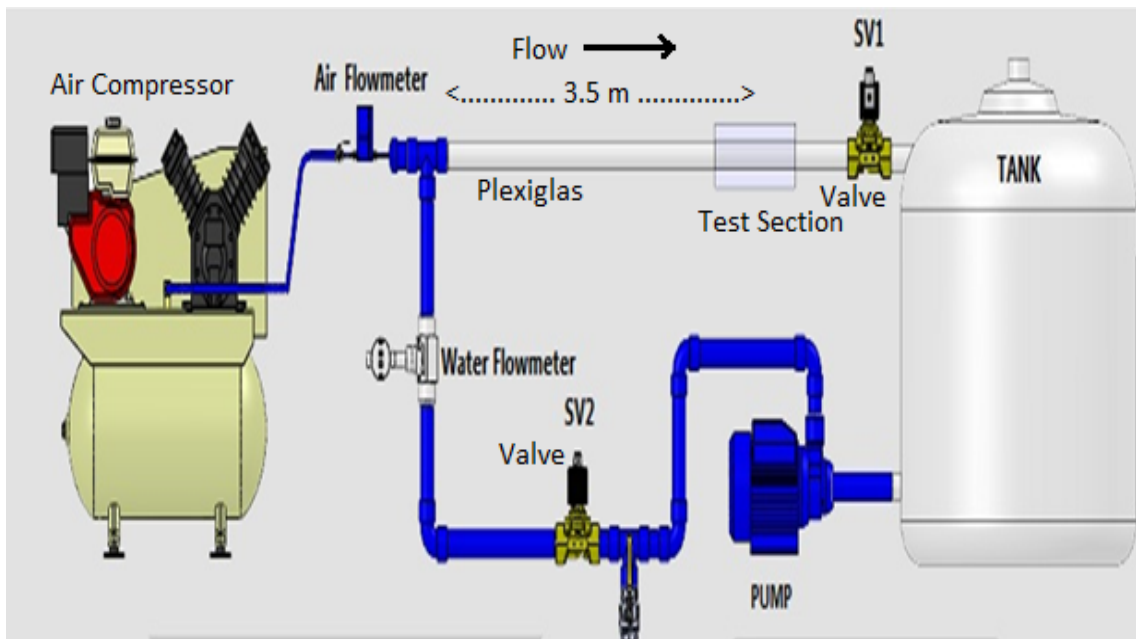 Flow
SV1
Air Compressor
Air Flowmeter
<............. 3.5 m ..............>
TANK
Plexiglas
Valve
Test Section
Water Flowmeter
SV2
Valve
PUMP